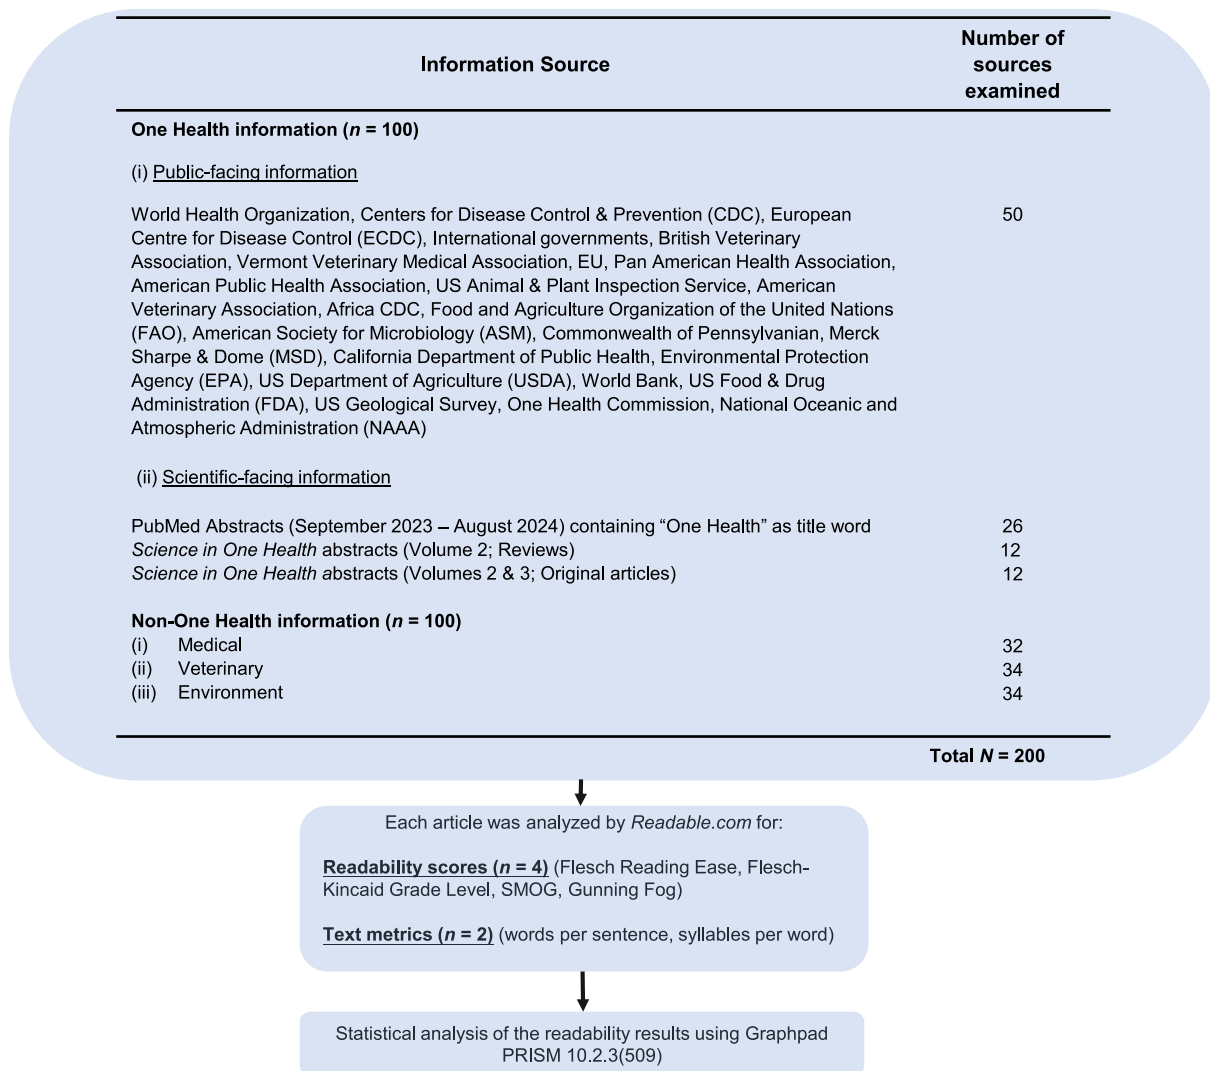 Information Source
Number of
sources
examined
One Health information (n = 100)
(i) Public-facing information
World Health Organization, Centers for Disease Control & Prevention (CDC), European 50
Centre for Disease Control (ECDC), International governments, British Veterinary
Association, Vermont Veterinary Medical Association, EU, Pan American Health Association,
American Public Health Association, US Animal & Plant Inspection Service, American
Veterinary Association, Africa CDC, Food and Agriculture Organization of the United Nations
(FAO), American Society for Microbiology (ASM), Commonwealth of Pennsylvanian, Merck
Sharpe & Dome (MSD), California Department of Public Health, Environmental Protection
Agency (EPA), US Department of Agriculture (USDA), World Bank, US Food & Drug
Administration (FDA), US Geological Survey, One Health Commission, National Oceanic and
Atmospheric Administration (NAAA)
(ii) Scientific-facing information
PubMed Abstracts (September 2023 – August 2024) containing “One Health” as title word 26
Science in One Health abstracts (Volume 2; Reviews) 12
Science in One Health abstracts (Volumes 2 & 3; Original articles) 12
Non-One Health information (n = 100)
(i) Medical 32
(ii) Veterinary 34
(iii) Environment 34
Total N = 200
Each article was analyzed by Readable.com for:
Readability scores (n = 4) (Flesch Reading Ease, Flesch-
Kincaid Grade Level, SMOG, Gunning Fog)
Text metrics (n = 2) (words per sentence, syllables per word)
Statistical analysis of the readability results using Graphpad
PRISM 10.2.3(509)